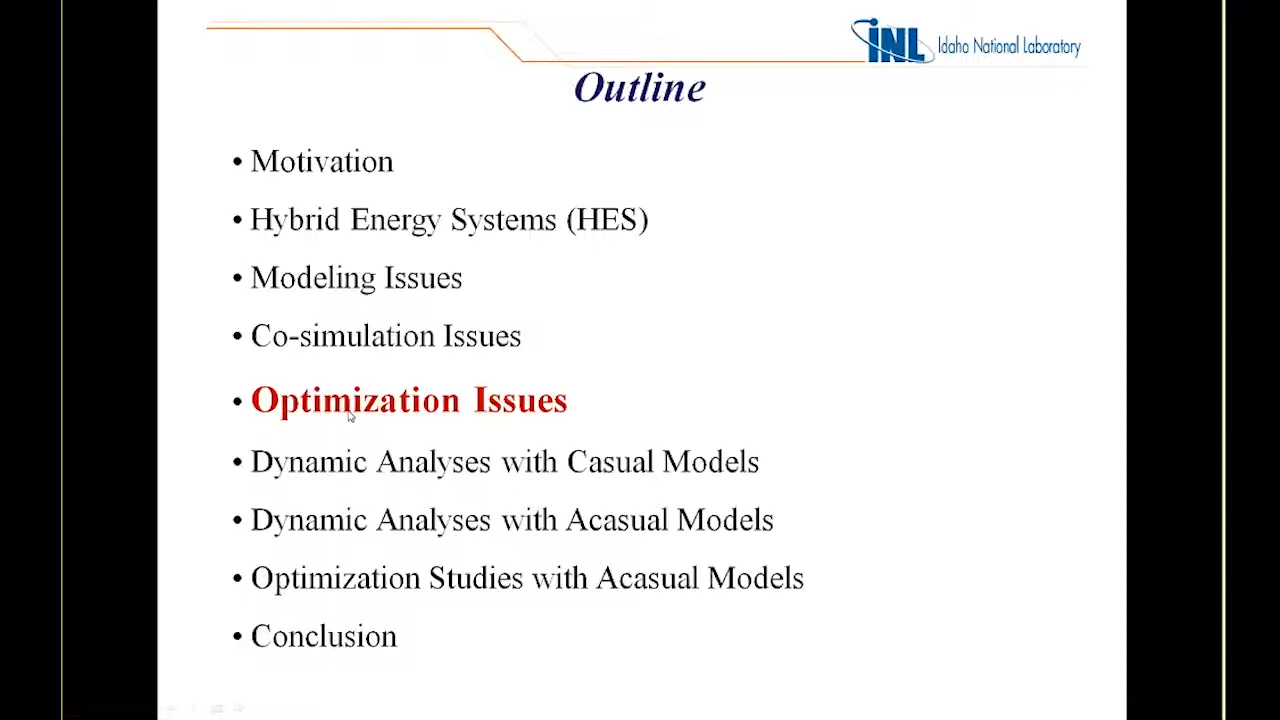 INL Idaho National Laboratory
Outline
• Motivation
• Hybrid Energy Systems (HES)
• Modeling Issues
• Co-simulation Issues
• Optimization Issues
• Dynamic Analyses with Casual Models
• Dynamic Analyses with Acasual Models
• Optimization Studies with Acasual Models
• Conclusion